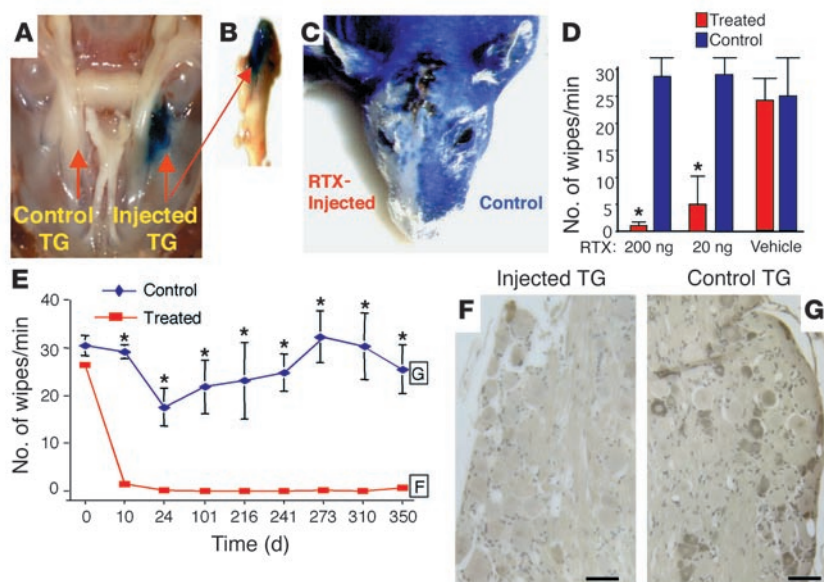 A
Control
TG
Injected
TG
B
C
RTX-
Injected
Control
D
Treated
Control
No. of wipes/min
30
25
20
15
10
5
0
RTX: 200 ng 20 ng Vehicle
* *
E
Control
Treated
No. of wipes/min
40
30
20
10
0
* * * * * * * *
G
F
0 10 24 101 216 241 273 310 350
Time (d)
Injected TG
F
Control TG
G